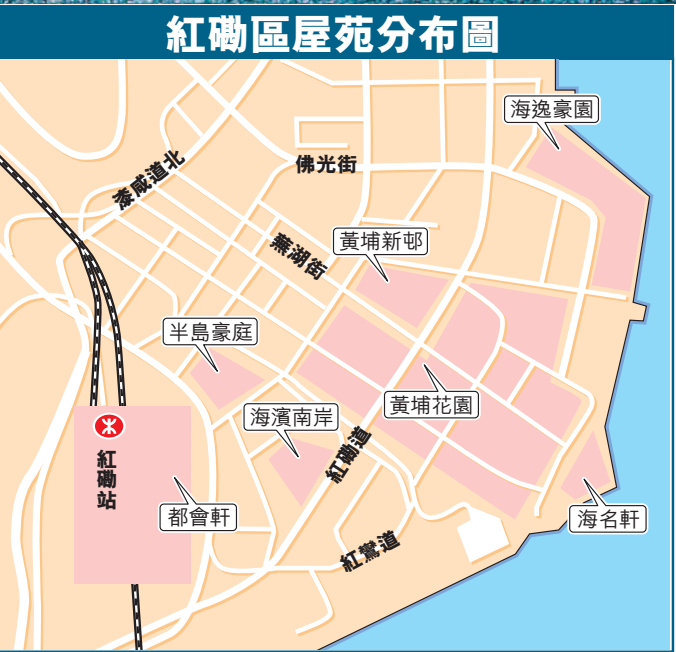 紅磡區屋苑分布圖
海逸豪園
漆咸道北
佛光街
蕪湖街
黃埔新邨
半島豪庭
海濱南岸
黃埔花園
紅磡道
紅磡站
都會軒
海名軒
紅鸞道